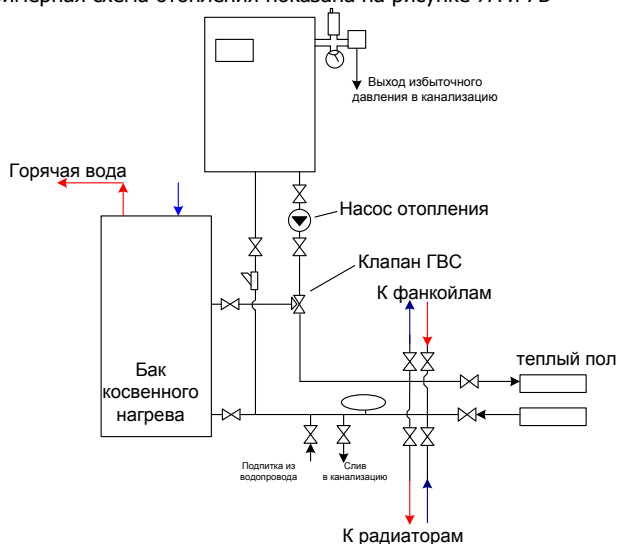 Выход избыточного
давления в канализацию
Горячая вода
Насос отопления
Клапан ГВС
К фанкойлам
теплый пол
Бак
косвенного
нагрева
Подпитка из
водопровода
Слив
в канализацию
К радиаторам